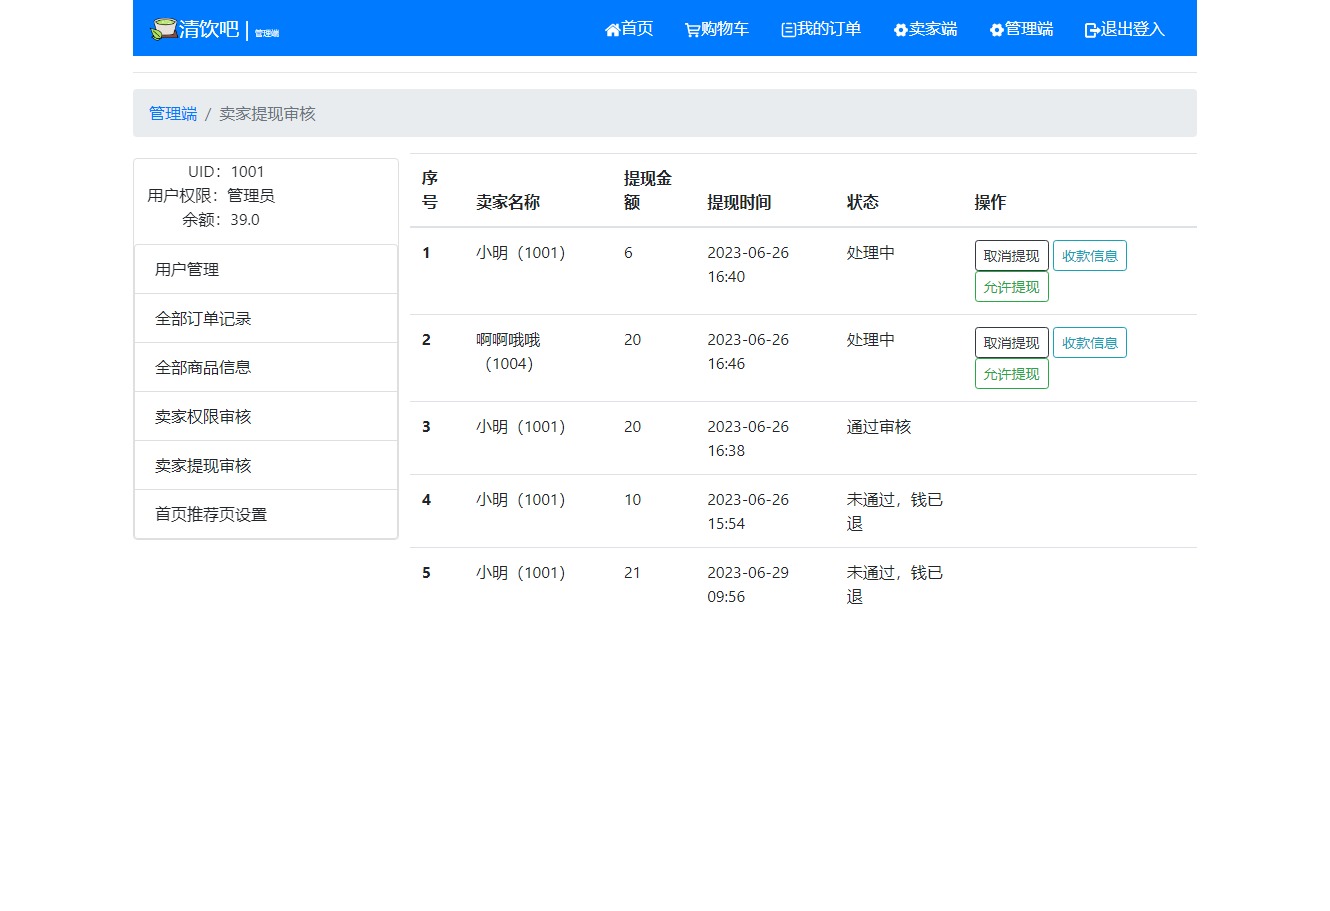 清饮吧 | 管理端 首页 购物车 我的订单 卖家端 管理端 退出登入
管理端 / 卖家提现审核
UID：1001
用户权限：管理员
余额：39.0
用户管理
全部订单记录
全部商品信息
卖家权限审核
卖家提现审核
首页推荐页设置
序号 卖家名称 提现金额 提现时间 状态 操作
1 小明（1001） 6 2023-06-26 16:40 处理中 取消提现 收款信息 允许提现
2 啊啊哦哦（1004） 20 2023-06-26 16:46 处理中 取消提现 收款信息 允许提现
3 小明（1001） 20 2023-06-26 16:38 通过审核
4 小明（1001） 10 2023-06-26 15:54 未通过，钱已退
5 小明（1001） 21 2023-06-29 09:56 未通过，钱已退